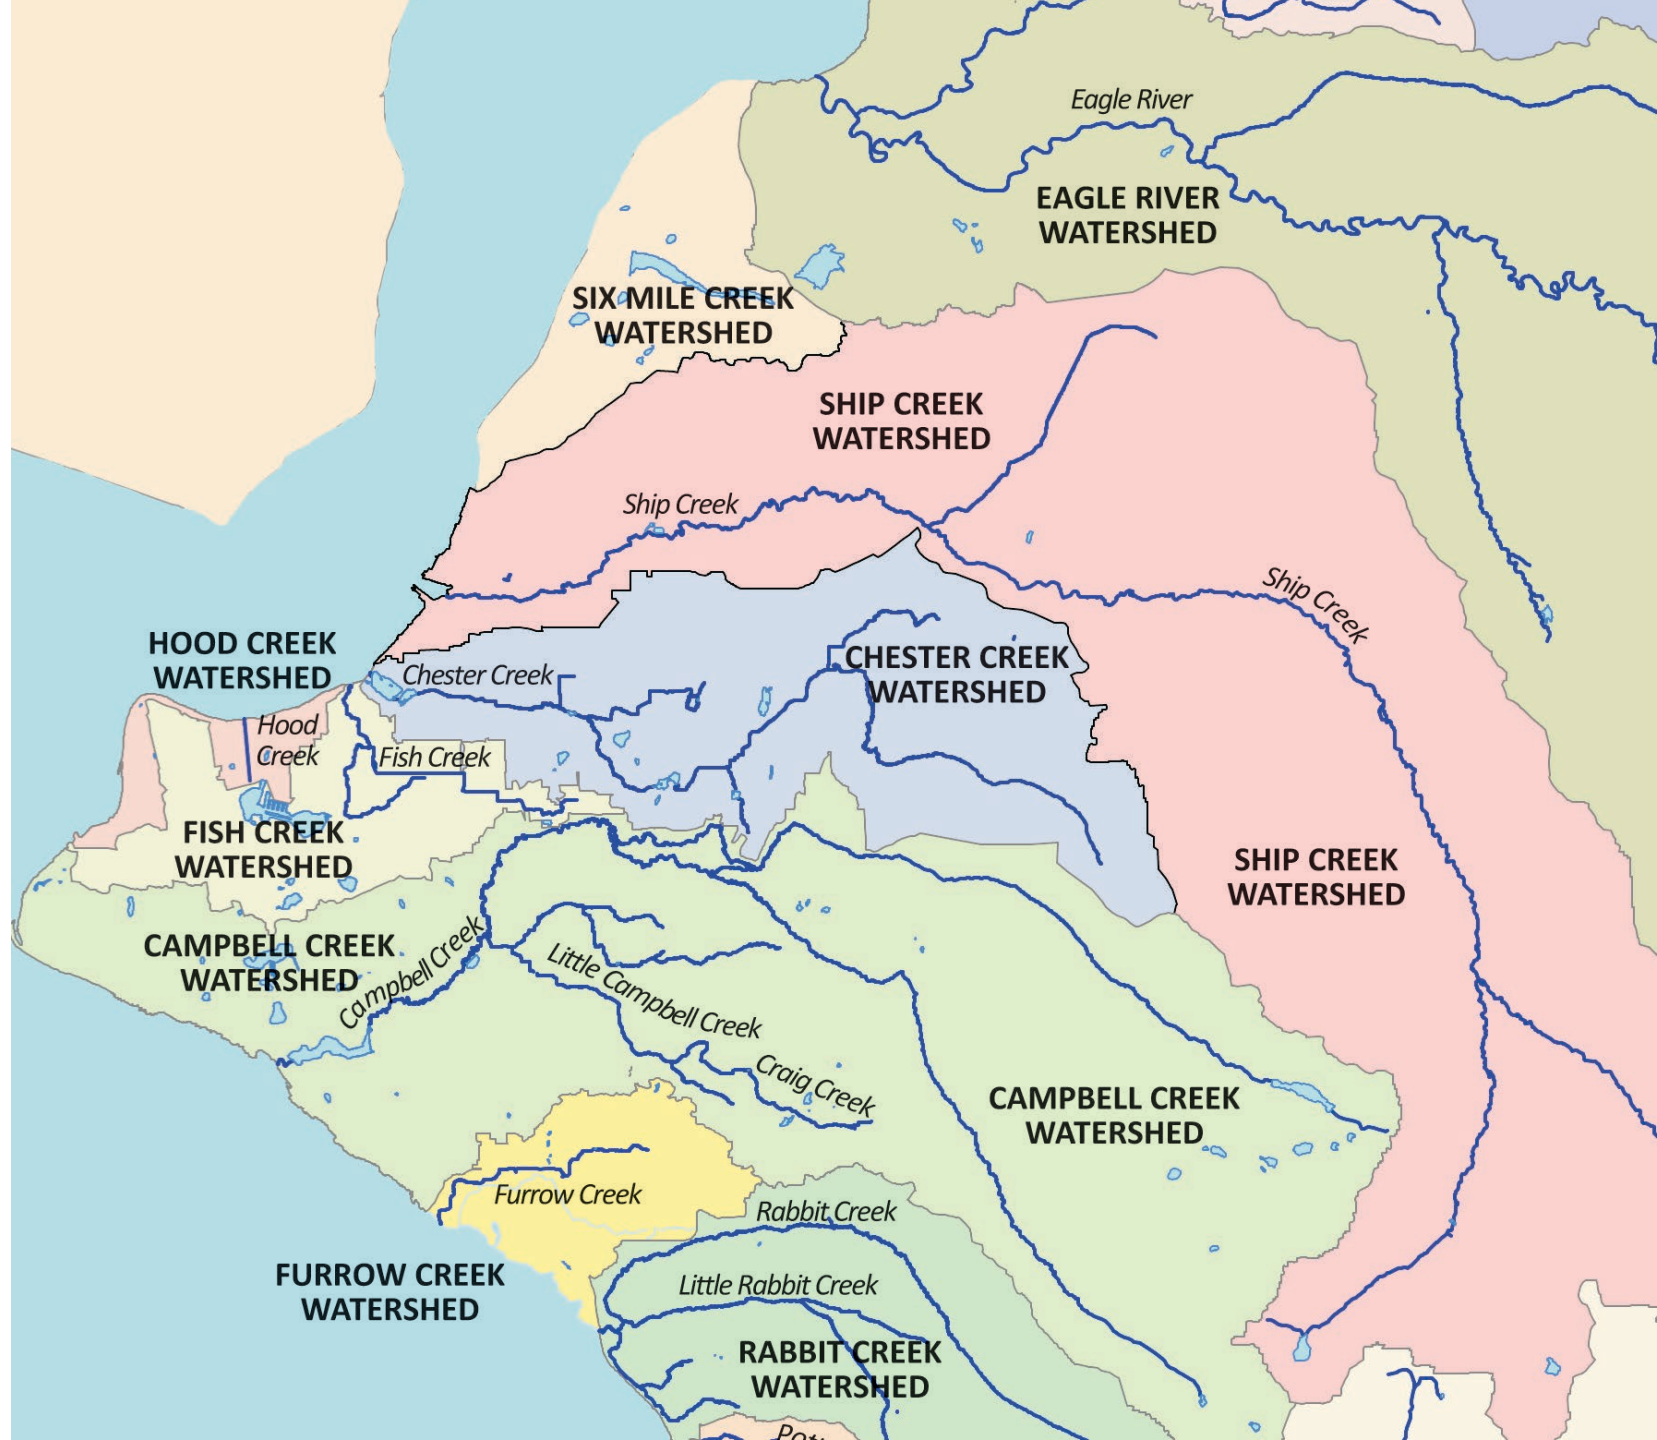 Eagle River
EAGLE RIVER
WATERSHED
SIX MILE CREEK
WATERSHED
SHIP CREEK
WATERSHED
Ship Creek
Ship Creek
HOOD CREEK
WATERSHED
Chester Creek
CHESTER CREEK
WATERSHED
Hood
Creek
Fish Creek
FISH CREEK
WATERSHED
SHIP CREEK
WATERSHED
CAMPBELL CREEK
WATERSHED
Campbell Creek
Little Campbell Creek
Craig Creek
CAMPBELL CREEK
WATERSHED
Furrow Creek
Rabbit Creek
FURROW CREEK
WATERSHED
Little Rabbit Creek
RABBIT CREEK
WATERSHED